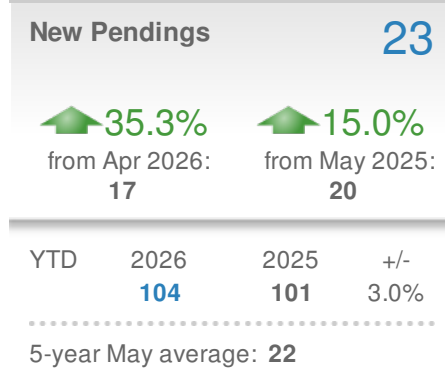 New Pendings 23
35.3% 15.0%
from Apr 2026: from May 2025:
17 20
YTD 2026 2025 +/-
104 101 3.0%
5-year May average: 22